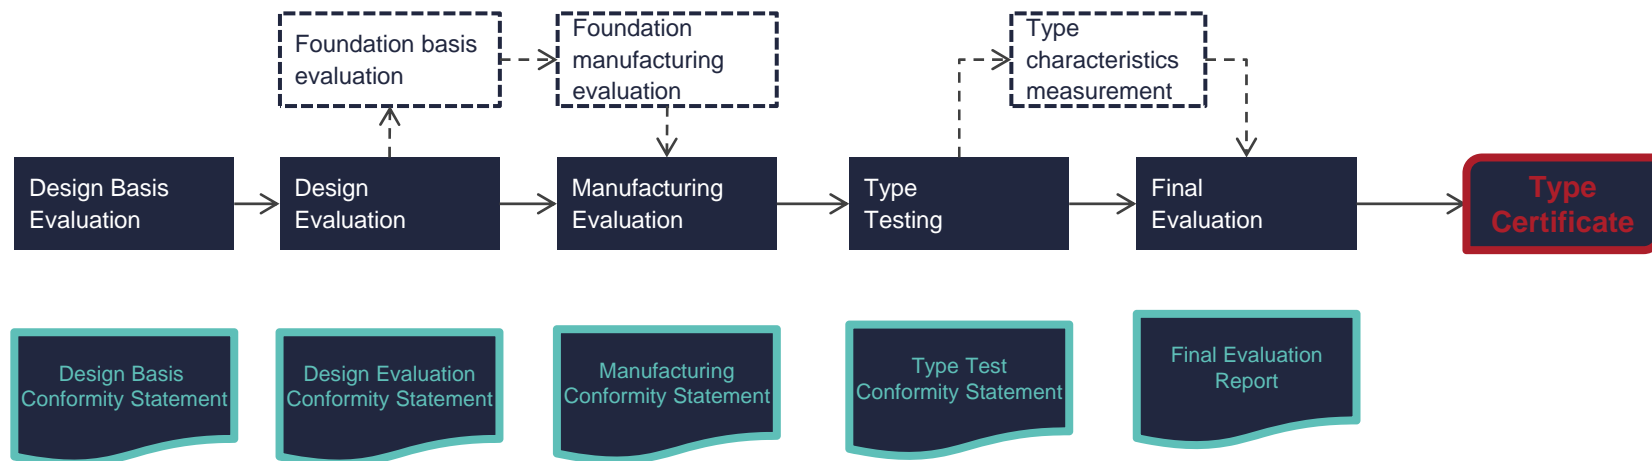 Foundation basis
evaluation
Foundation
manufacturing
evaluation
Type
characteristics
measurement
Design Basis
Evaluation
Design
Evaluation
Manufacturing
Evaluation
Type
Testing
Final
Evaluation
Type
Certificate
Design Basis
Conformity Statement
Design Evaluation
Conformity Statement
Manufacturing
Conformity Statement
Type Test
Conformity Statement
Final Evaluation
Report